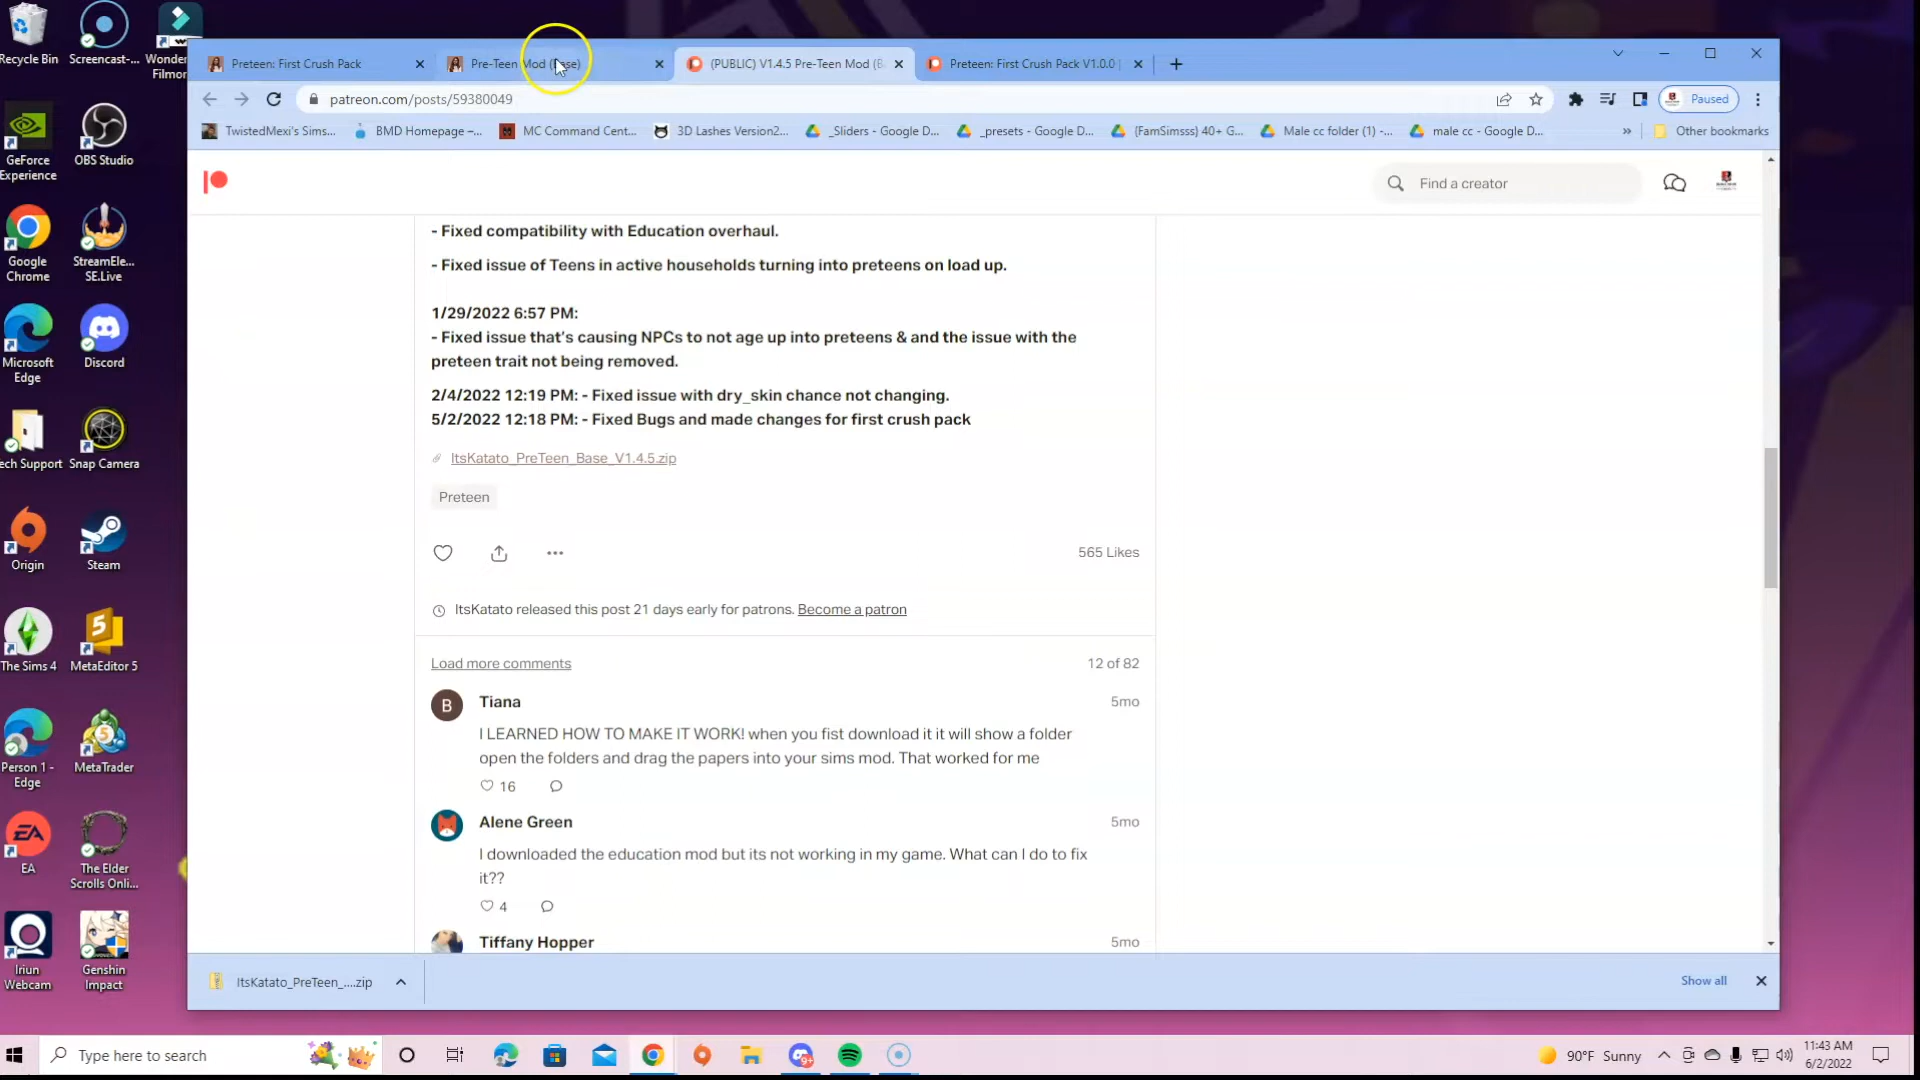 Recycle Bin
Screencast-...
Wonder
Filmor
GeForce
Experience
OBS Studio
Google
Chrome
StreamEle...
SE.Live
Microsoft
Edge
Discord
ech Support
Snap Camera
Origin
Steam
The Sims 4
MetaEditor 5
Person 1 -
Edge
MetaTrader
EA
The Elder
Scrolls Onli...
Iriun
Webcam
Genshin
Impact
Preteen: First Crush Pack
Pre-Teen Mod (Base)
(PUBLIC) V1.4.5 Pre-Teen Mod (B
Preteen: First Crush Pack V1.0.0 |
patreon.com/posts/59380049
Paused
TwistedMexi's Sims...
BMD Homepage –...
MC Command Cent...
3D Lashes Version2...
_Sliders - Google D...
_presets - Google D...
{FamSimsss} 40+ G...
Male cc folder (1) -...
male cc - Google D...
»
Other bookmarks
Find a creator
- Fixed compatibility with Education overhaul.
- Fixed issue of Teens in active households turning into preteens on load up.
1/29/2022 6:57 PM:
- Fixed issue that's causing NPCs to not age up into preteens & and the issue with the
preteen trait not being removed.
2/4/2022 12:19 PM: - Fixed issue with dry_skin chance not changing.
5/2/2022 12:18 PM: - Fixed Bugs and made changes for first crush pack
ItsKatato_PreTeen_Base_V1.4.5.zip
Preteen
565 Likes
ItsKatato released this post 21 days early for patrons. Become a patron
Load more comments
12 of 82
B
Tiana
5mo
I LEARNED HOW TO MAKE IT WORK! when you fist download it it will show a folder
open the folders and drag the papers into your sims mod. That worked for me
16
Alene Green
5mo
I downloaded the education mod but its not working in my game. What can I do to fix
it??
4
Tiffany Hopper
5mo
ItsKatato_PreTeen_....zip
Show all
Type here to search
90°F Sunny
11:43 AM
6/2/2022